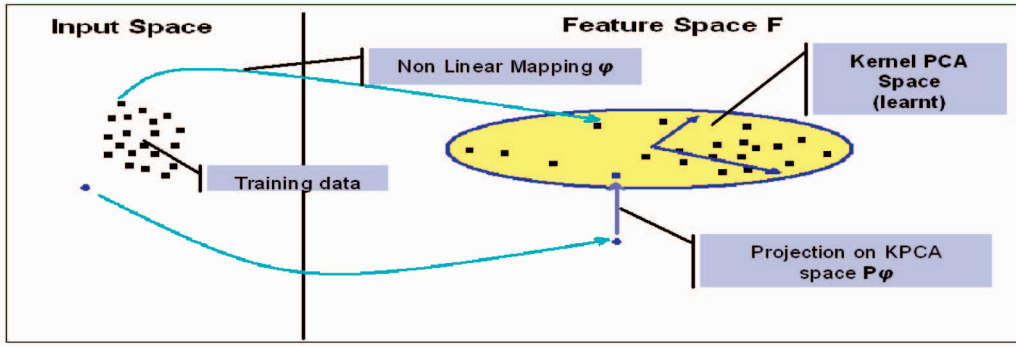 Input Space
Feature Space F
Non Linear Mapping φ
Kernel PCA
Space
(learnt)
Training data
Projection on KPCA
space Pφ